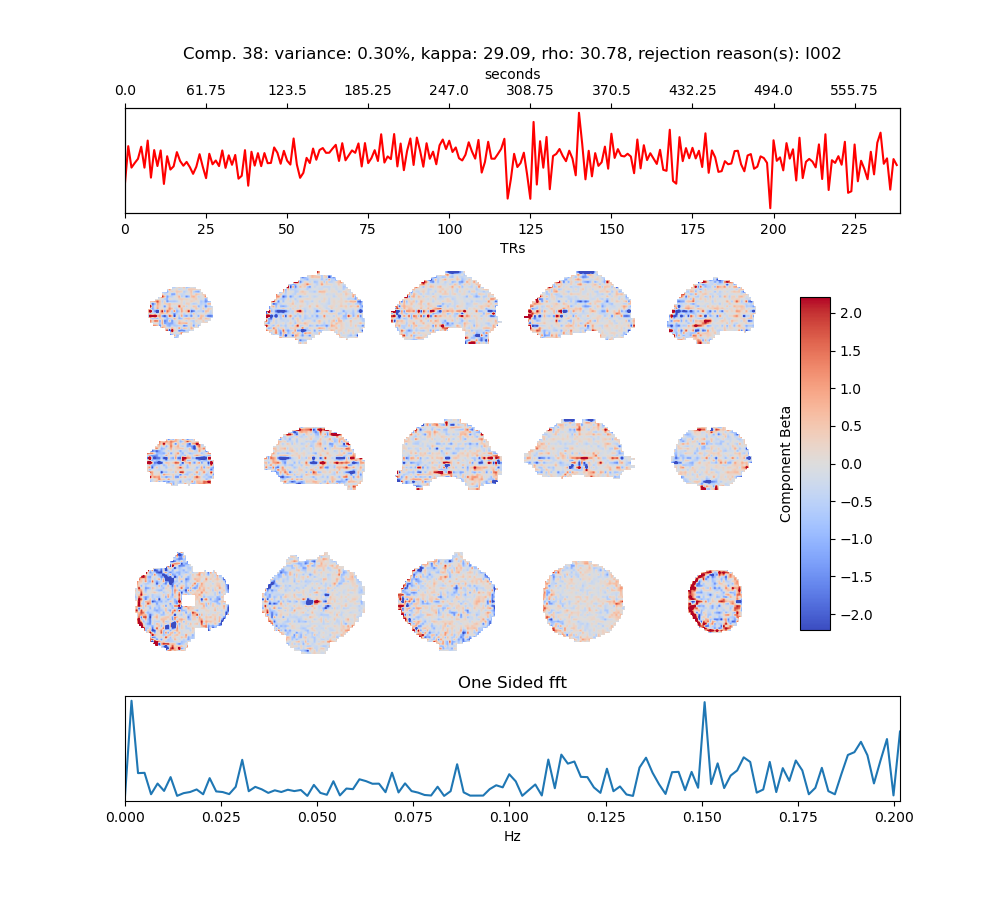 Comp. 38: variance: 0.30%, kappa: 29.09, rho: 30.78, rejection reason(s): I002
seconds
0.0 61.75 123.5 185.25 247.0 308.75 370.5 432.25 494.0 555.75
0 25 50 75 100 125 150 175 200 225
TRs
Component Beta
2.0
1.5
1.0
0.5
0.0
−0.5
−1.0
−1.5
−2.0
One Sided fft
0.000 0.025 0.050 0.075 0.100 0.125 0.150 0.175 0.200
Hz